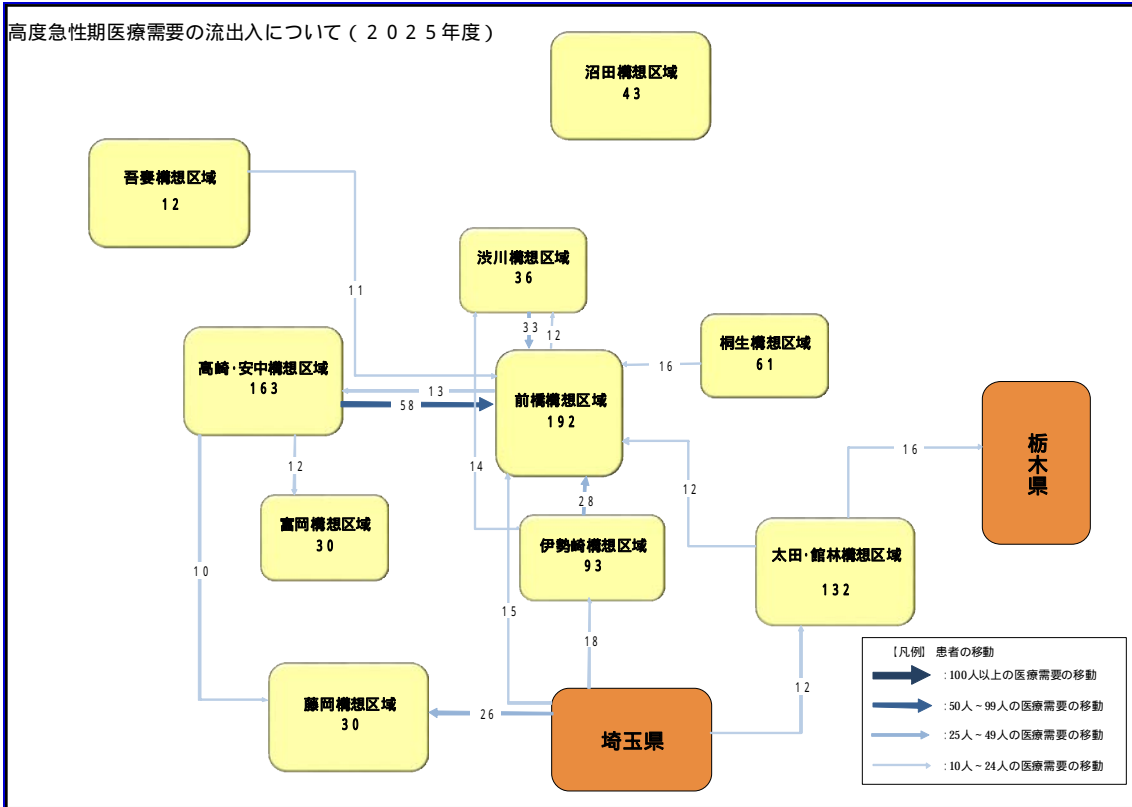 高度急性期医療需要の流出入について(2025年度)
沼田構想区域
43
吾妻構想区域
12
渋川構想区域
36
11
33
12
桐生構想区域
61
高崎・安中構想区域
163
16
13
前橋構想区域
192
58
栃木県
16
12
14
12
28
富岡構想区域
30
伊勢崎構想区域
93
太田・館林構想区域
132
10
15
18
【凡例】 患者の移動
:100人以上の医療需要の移動
:50人~99人の医療需要の移動
:25人~49人の医療需要の移動
:10人~24人の医療需要の移動
12
藤岡構想区域
30
26
埼玉県